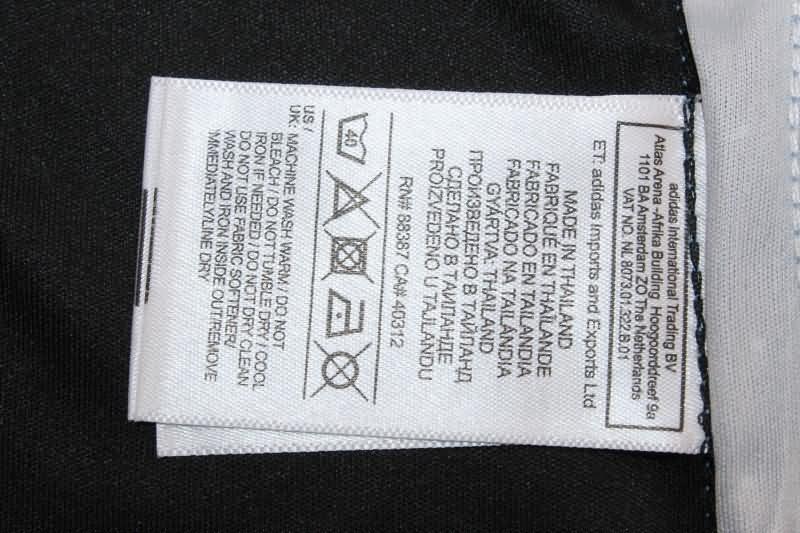 adidas International Trading BV
Atlas Arena -Afrika Building, Hoogoorddreef 9a
1101 BA Amsterdam ZO The Netherlands
VAT NO. NL 8073.01.322.B.01
ET: adidas Imports and Exports Ltd
MADE IN THAILAND
FABRIQUÉ EN THAÏLANDE
FABRICADO EN TAILANDIA
FABRICADO NA TAILÂNDIA
GYÁRTVA: THAILAND
ПРОИЗВЕДЕНО В ТАЙЛАНД
СДЕЛАНО В ТАИЛАНДЕ
PROIZVEDENO U TAJLANDU
RN# 88387 CA# 40312
40
US /
UK: MACHINE WASH WARM / DO NOT
BLEACH / DO NOT TUMBLE DRY / COOL
IRON IF NEEDED / DO NOT DRY CLEAN
DO NOT USE FABRIC SOFTENER/
WASH AND IRON INSIDE OUT/REMOVE
IMMEDIATELY/LINE DRY